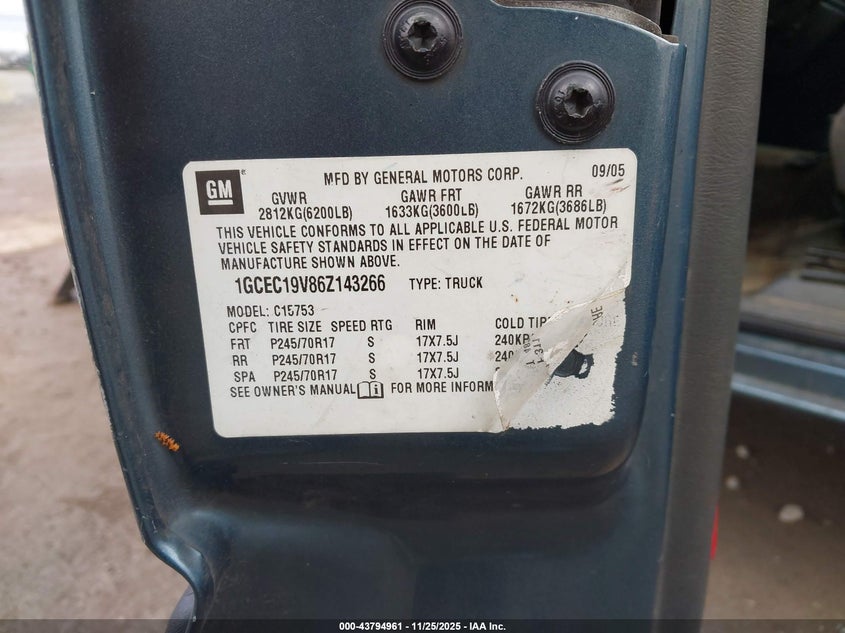 GM
MFD BY GENERAL MOTORS CORP. 09/05
GVWR GAWR FRT GAWR RR
2812KG(6200LB) 1633KG(3600LB) 1672KG(3686LB)
THIS VEHICLE CONFORMS TO ALL APPLICABLE U.S. FEDERAL MOTOR
VEHICLE SAFETY STANDARDS IN EFFECT ON THE DATE OF
MANUFACTURE SHOWN ABOVE.
1GCEC19V86Z143266 TYPE: TRUCK
MODEL: C15753
CPFC TIRE SIZE SPEED RTG RIM COLD TIR
FRT P245/70R17 S 17X7.5J 240KP
RR P245/70R17 S 17X7.5J 240
SPA P245/70R17 S 17X7.5J
SEE OWNER'S MANUAL FOR MORE INFORM
000-43794961 - 11/25/2025 - IAA Inc.